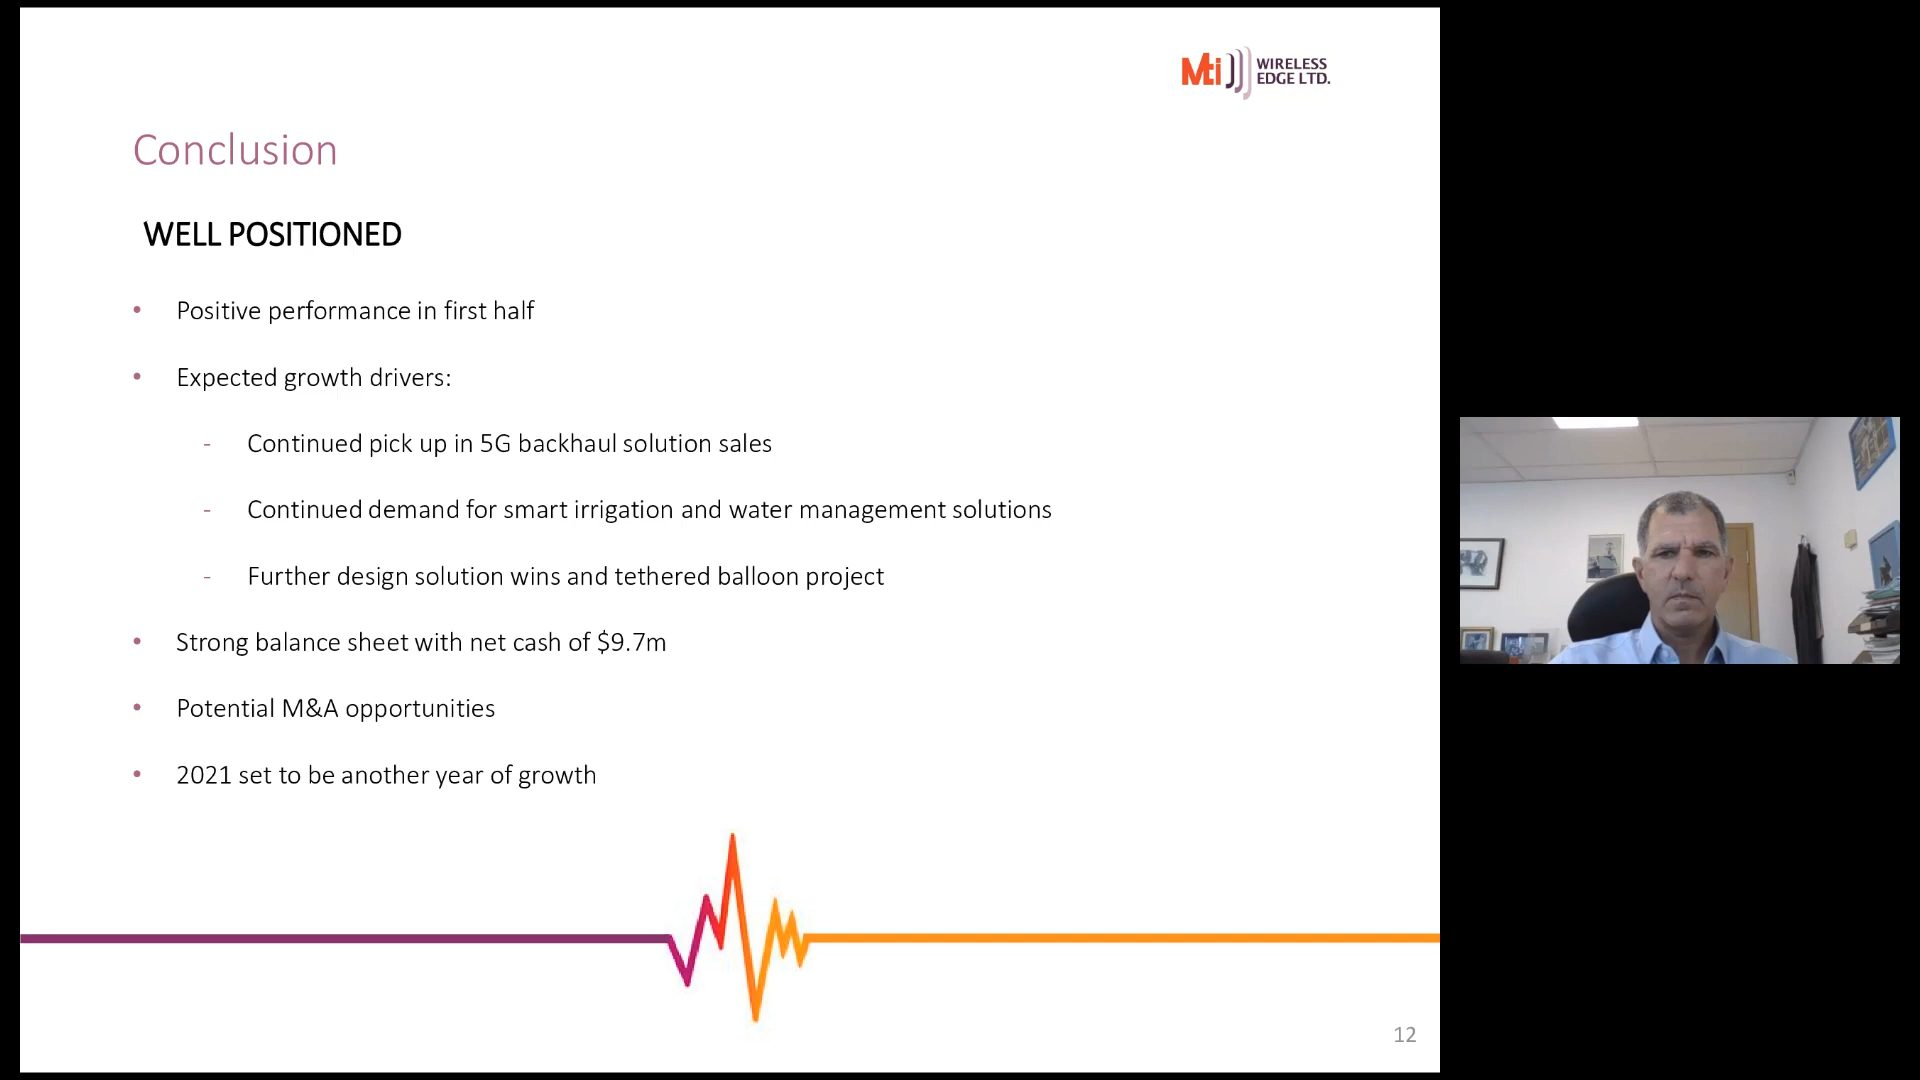 Mti WIRELESS
EDGE LTD.
Conclusion
WELL POSITIONED
• Positive performance in first half
• Expected growth drivers:
- Continued pick up in 5G backhaul solution sales
- Continued demand for smart irrigation and water management solutions
- Further design solution wins and tethered balloon project
• Strong balance sheet with net cash of $9.7m
• Potential M&A opportunities
• 2021 set to be another year of growth
12